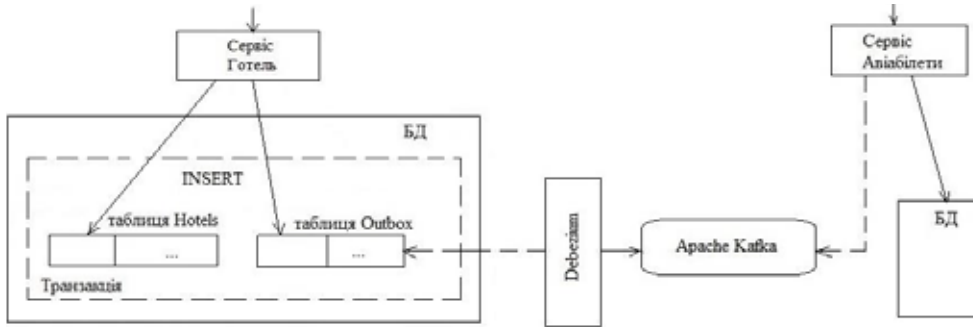 Сервіс
Готель
Сервіс
Авіабілети
БД
INSERT
таблиця Hotels
таблиця Outbox
...
...
Транзакція
Debezium
Apache Kafka
БД